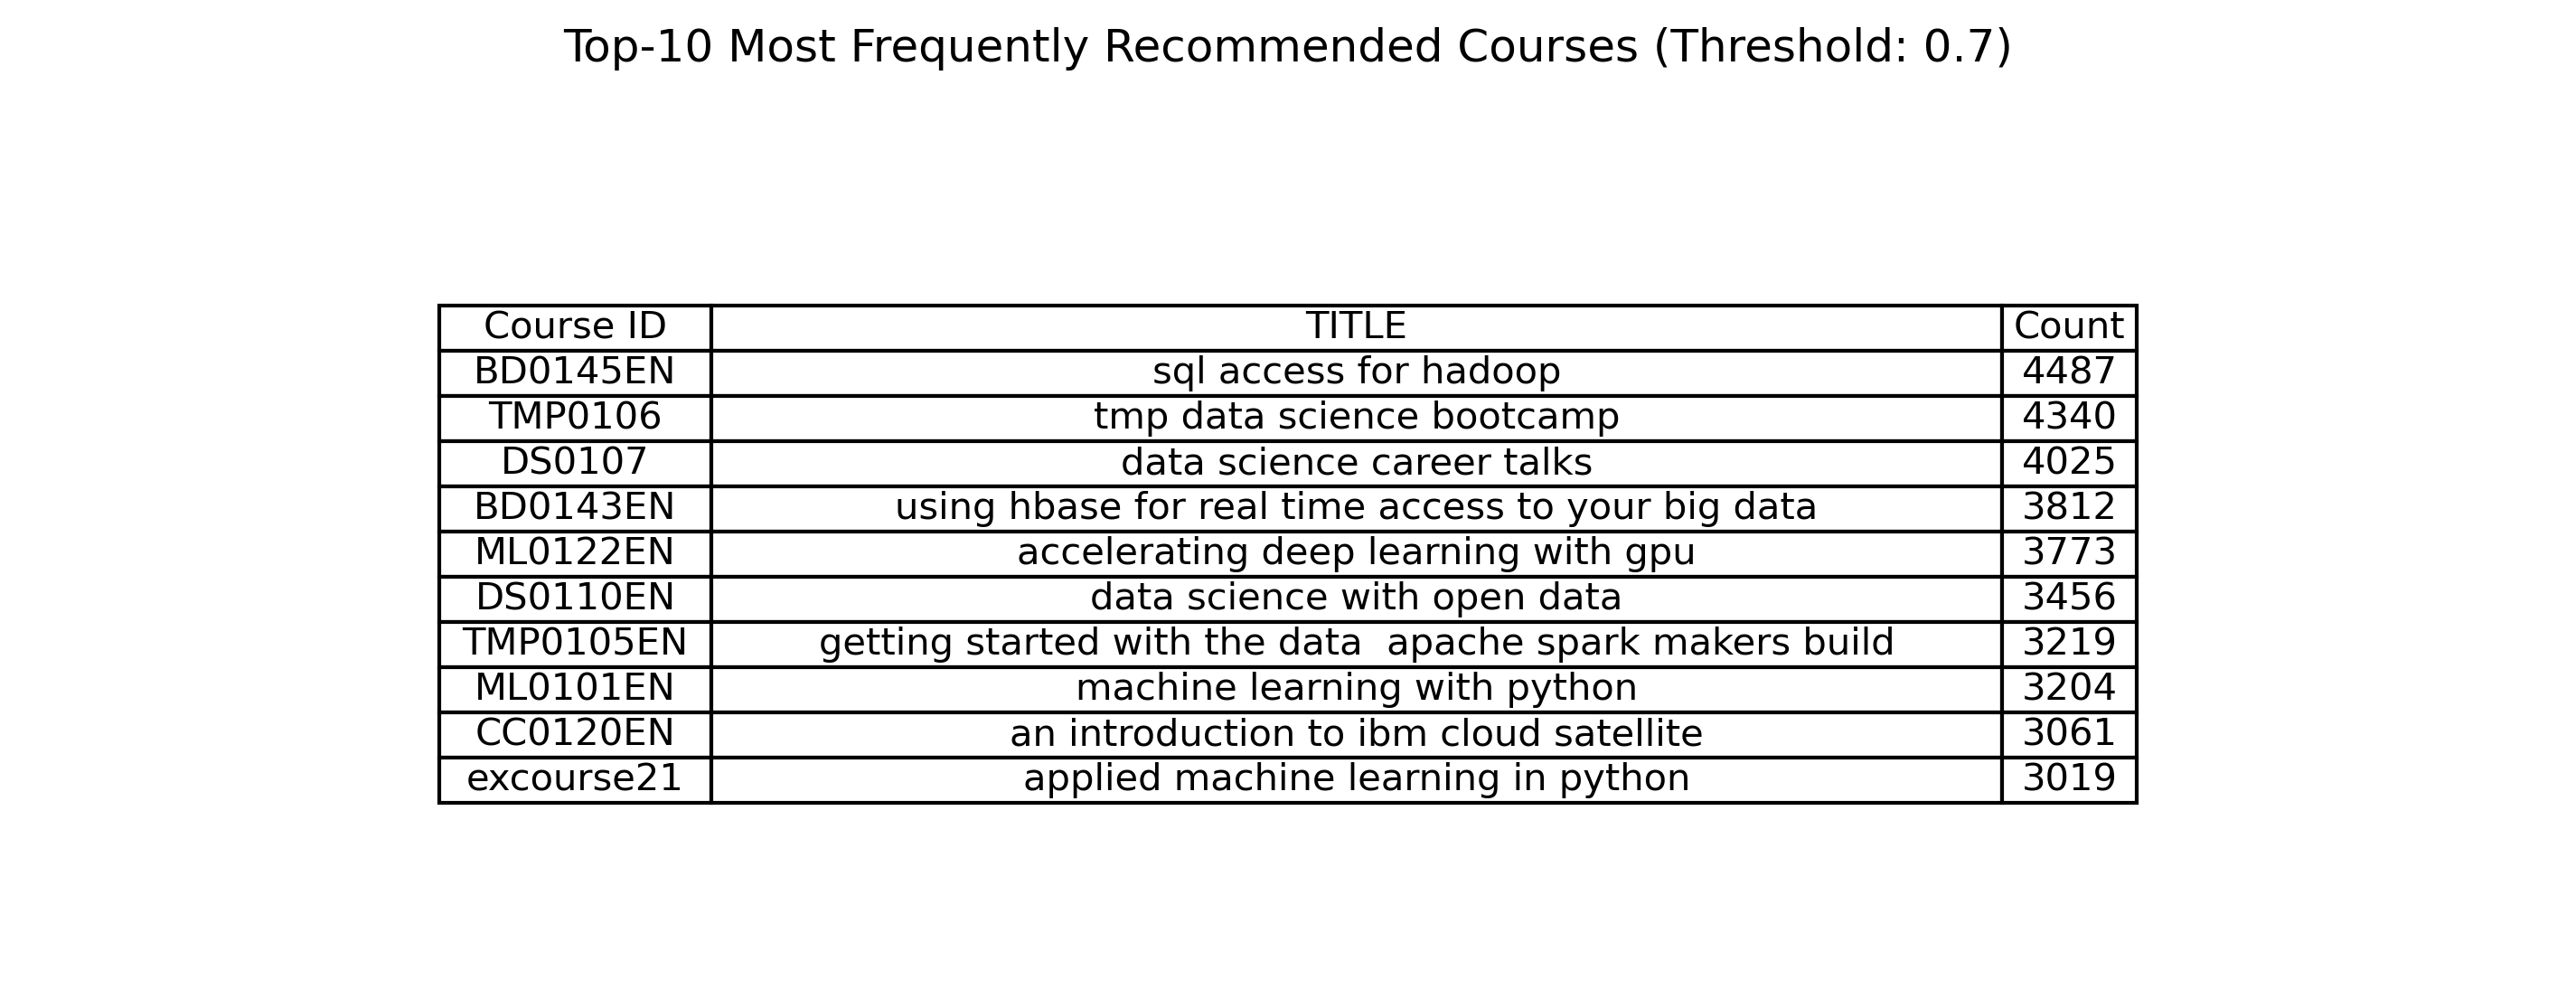 Top-10 Most Frequently Recommended Courses (Threshold: 0.7)
Course ID TITLE Count
BD0145EN sql access for hadoop 4487
TMP0106 tmp data science bootcamp 4340
DS0107 data science career talks 4025
BD0143EN using hbase for real time access to your big data 3812
ML0122EN accelerating deep learning with gpu 3773
DS0110EN data science with open data 3456
TMP0105EN getting started with the data  apache spark makers build 3219
ML0101EN machine learning with python 3204
CC0120EN an introduction to ibm cloud satellite 3061
excourse21 applied machine learning in python 3019